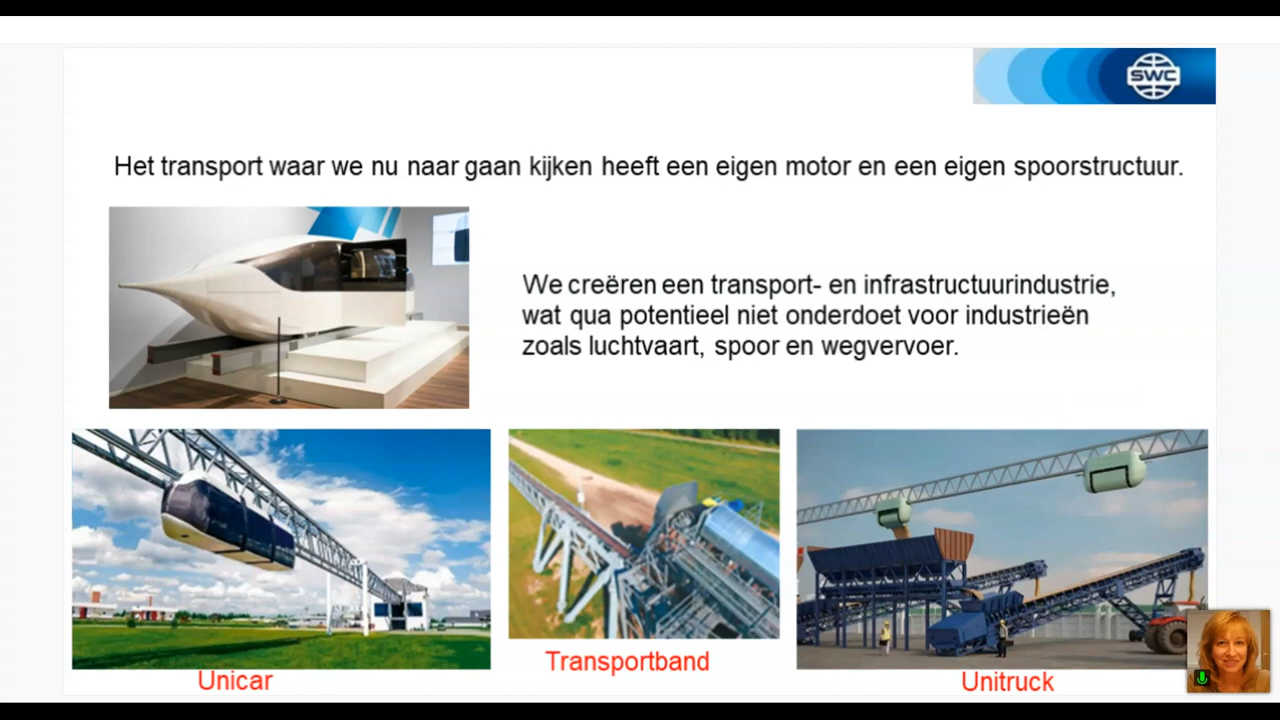 SWC
Het transport waar we nu naar gaan kijken heeft een eigen motor en een eigen spoorstructuur.
We creëren een transport- en infrastructuurindustrie,
wat qua potentieel niet onderdoet voor industrieën
zoals luchtvaart, spoor en wegvervoer.
Unicar
Transportband
Unitruck